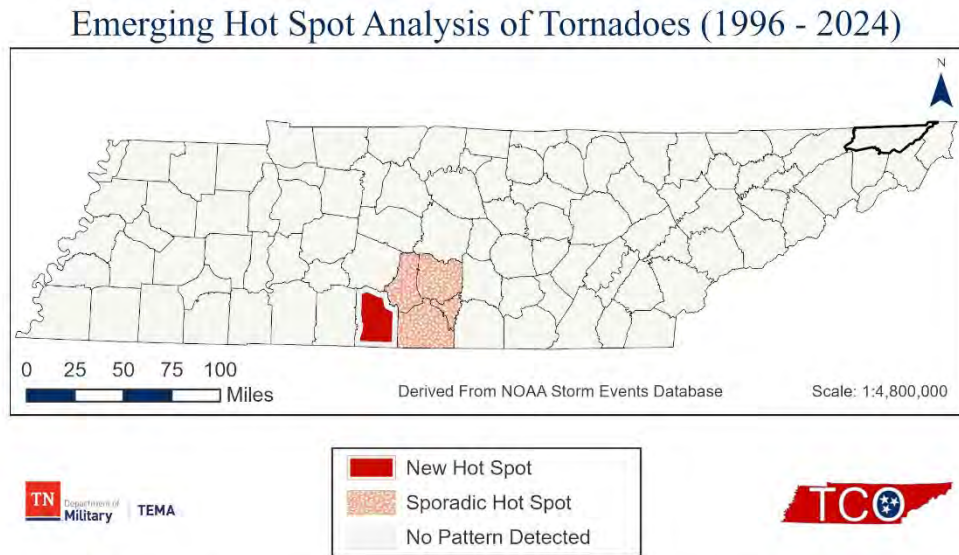 Emerging Hot Spot Analysis of Tornadoes (1996 - 2024)
N
0 25 50 75 100
Miles
Derived From NOAA Storm Events Database
Scale: 1:4,800,000
New Hot Spot
Sporadic Hot Spot
No Pattern Detected
TN
Department of
Military
TEMA
TCO